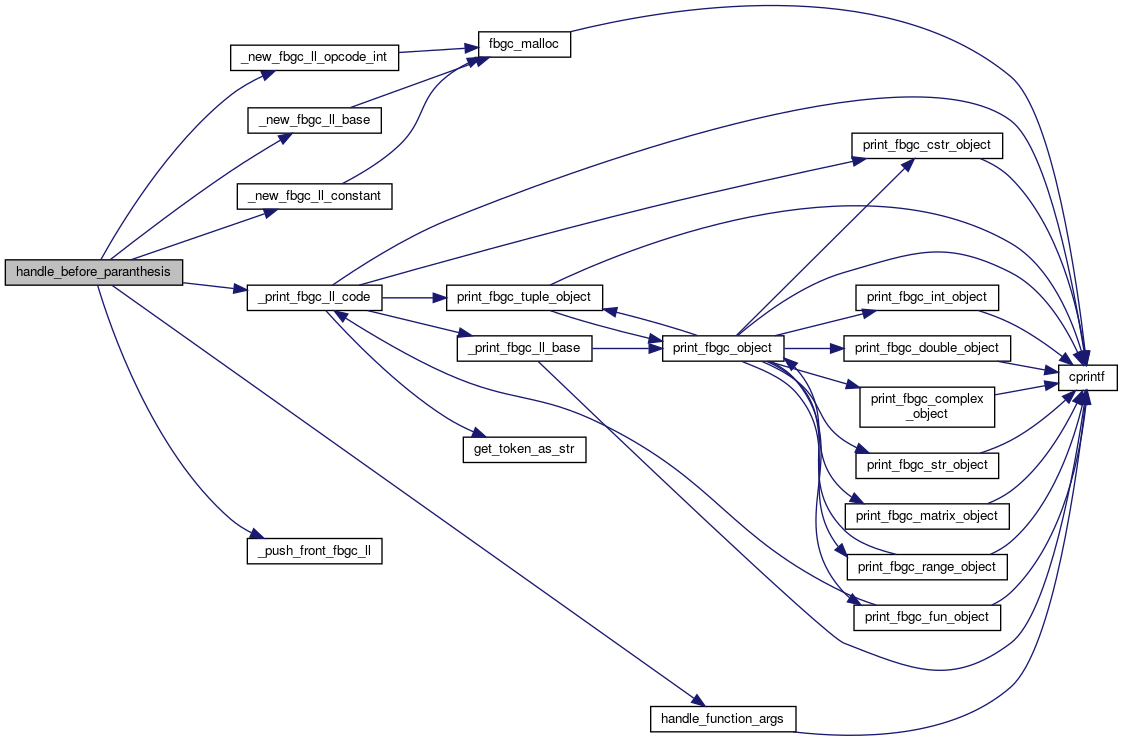 fbgc_malloc
_new_fbgc_ll_opcode_int
_new_fbgc_ll_base
print_fbgc_cstr_object
_new_fbgc_ll_constant
handle_before_paranthesis
_print_fbgc_ll_code
print_fbgc_tuple_object
print_fbgc_int_object
_print_fbgc_ll_base
print_fbgc_object
print_fbgc_double_object
cprintf
print_fbgc_complex
_object
get_token_as_str
print_fbgc_str_object
print_fbgc_matrix_object
_push_front_fbgc_ll
print_fbgc_range_object
print_fbgc_fun_object
handle_function_args